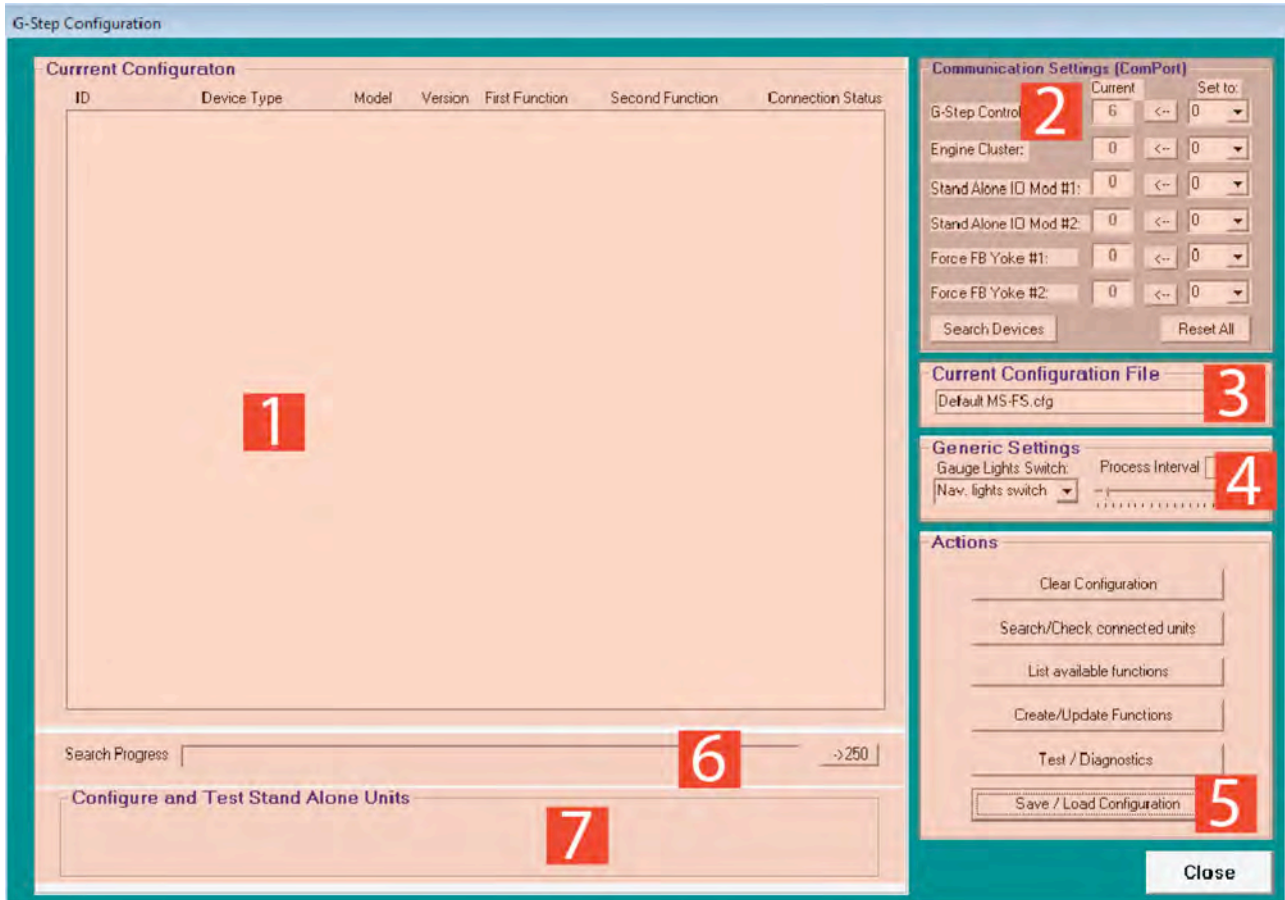 G-Step Configuration
Currrent Configuraton
ID Device Type Model Version First Function Second Function Connection Status
1
Search Progress ->250
6
Configure and Test Stand Alone Units
7
Communication Settings (ComPort)
Current Set to:
G-Step Control 2 6 <-- 0
Engine Cluster: 0 <-- 0
Stand Alone IO Mod #1: 0 <-- 0
Stand Alone IO Mod #2: 0 <-- 0
Force FB Yoke #1: 0 <-- 0
Force FB Yoke #2: 0 <-- 0
Search Devices Reset All
Current Configuration File
Default MS-FS.cfg
3
Generic Settings
Gauge Lights Switch: Process Interval
Nav. lights switch
4
Actions
Clear Configuration
Search/Check connected units
List available functions
Create/Update Functions
Test / Diagnostics
Save / Load Configuration
5
Close